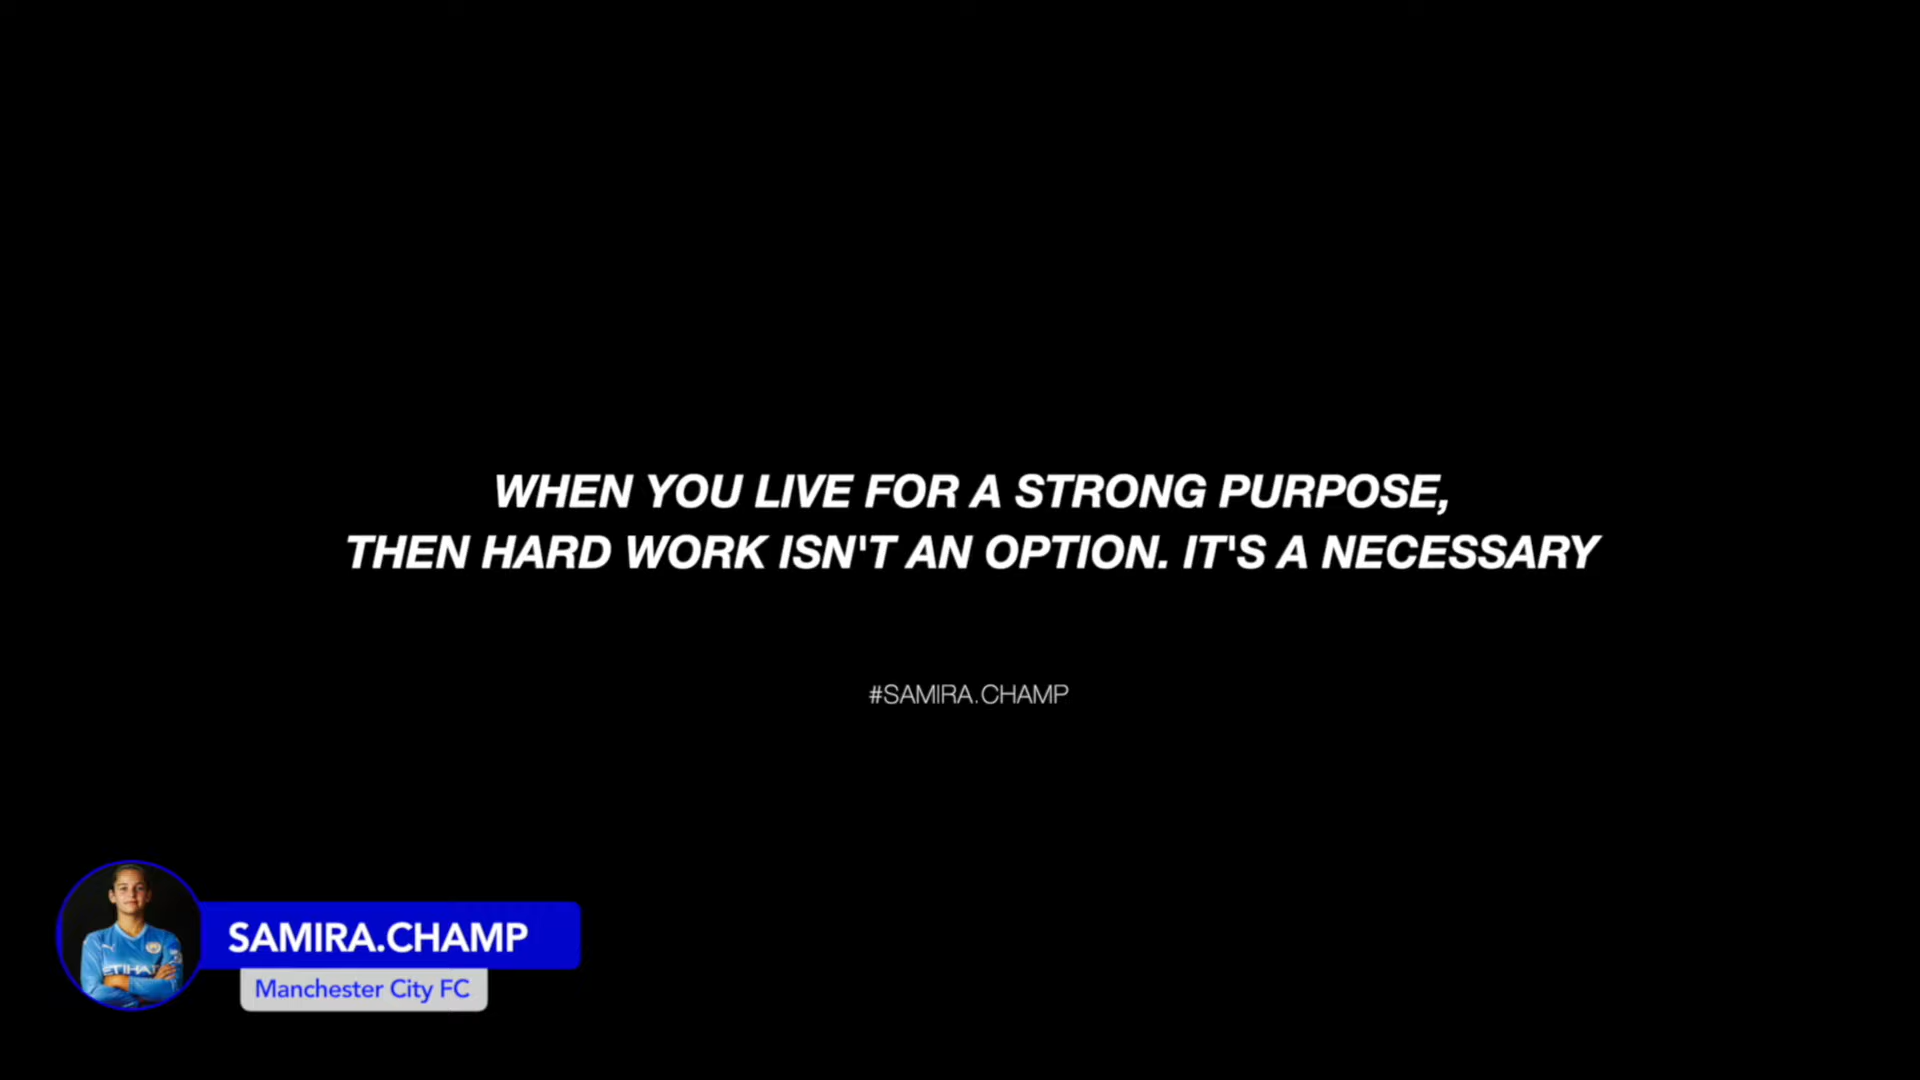 WHEN YOU LIVE FOR A STRONG PURPOSE,
THEN HARD WORK ISN'T AN OPTION. IT'S A NECESSARY
#SAMIRA.CHAMP
SAMIRA.CHAMP
Manchester City FC
ETIHAD